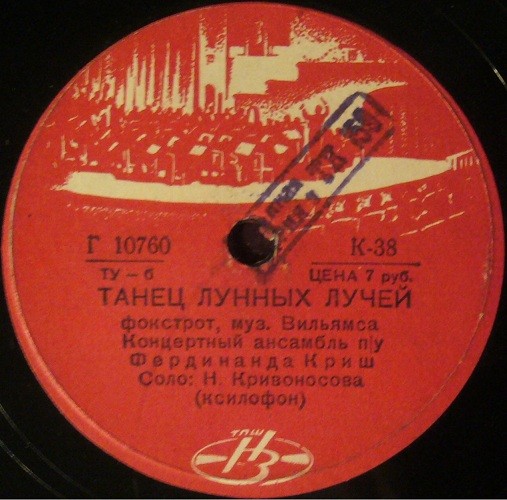 Г 10760
К-38
ТУ-6
ЦЕНА 7 руб.
ТАНЕЦ ЛУННЫХ ЛУЧЕЙ
фокстрот, муз. Вильямса
Концертный ансамбль п/у
Фердинанда Криш
Соло: Н. Кривоносова
(ксилофон)
НЗ